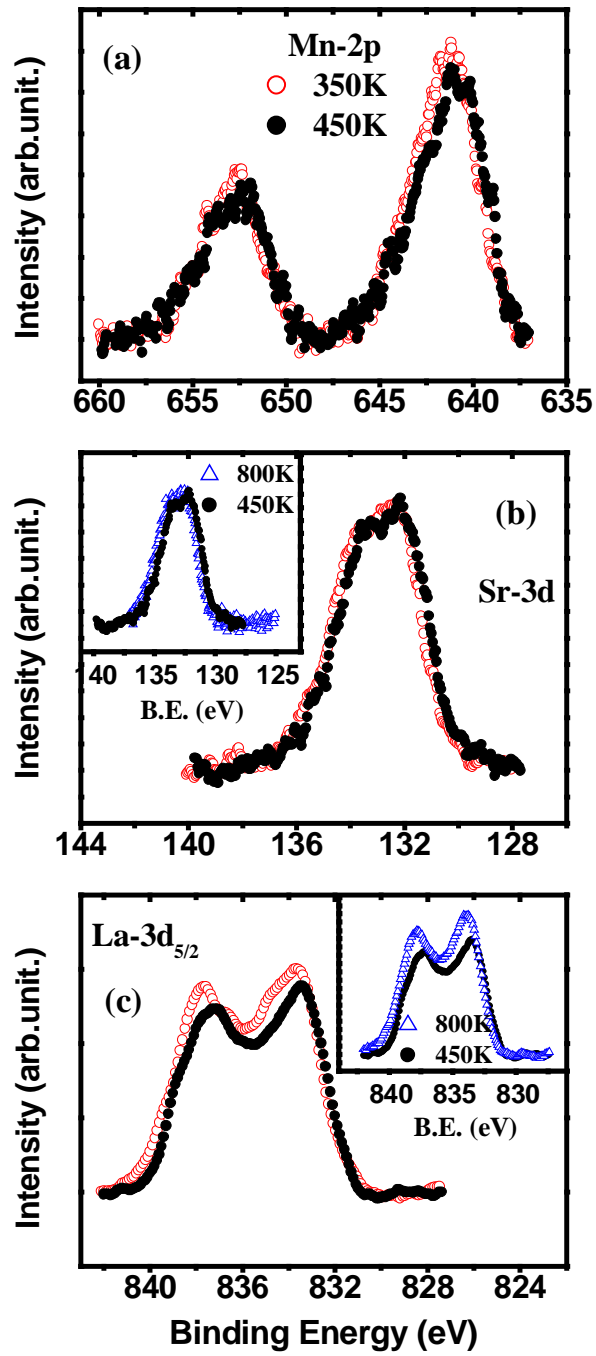 (a)
Mn-2p
350K
450K
Intensity (arb.unit.)
660 655 650 645 640 635
800K
450K
140 135 130 125
B.E. (eV)
(b)
Sr-3d
Intensity (arb.unit.)
144 140 136 132 128
La-3d5/2
(c)
800K
450K
840 835 830
B.E. (eV)
Intensity (arb.unit.)
840 836 832 828 824
Binding Energy (eV)